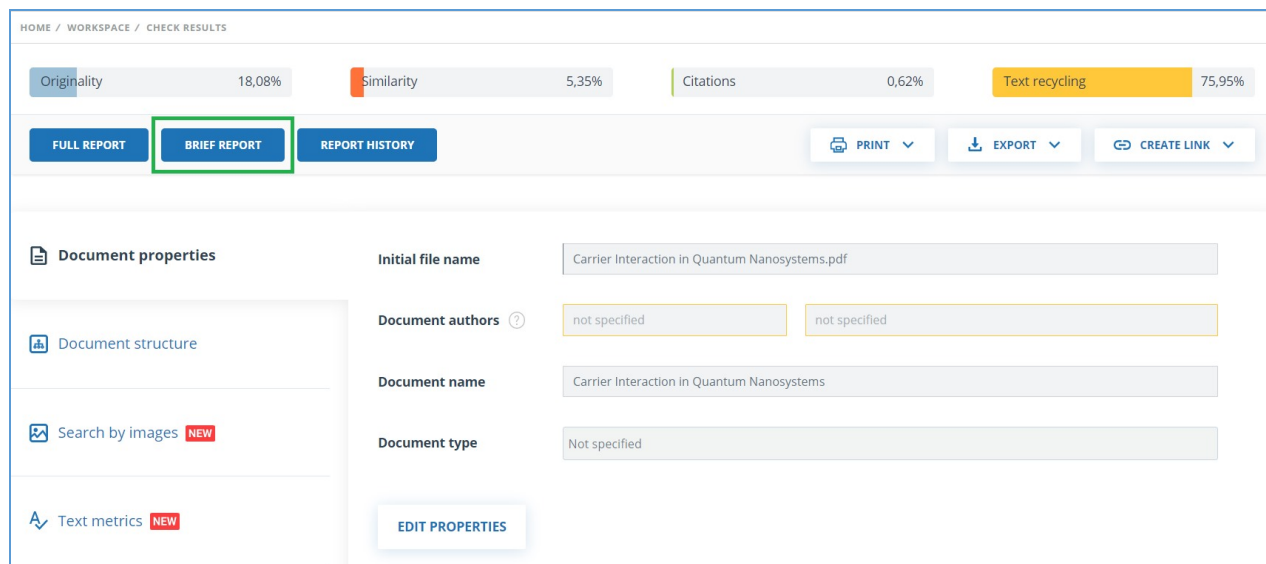 HOME / WORKSPACE / CHECK RESULTS
Originality 18,08% Similarity 5,35% Citations 0,62% Text recycling 75,95%
FULL REPORT BRIEF REPORT REPORT HISTORY PRINT EXPORT CREATE LINK
Document properties
Initial file name Carrier Interaction in Quantum Nanosystems.pdf
Document authors ? not specified not specified
Document structure
Document name Carrier Interaction in Quantum Nanosystems
Search by images NEW
Document type Not specified
Text metrics NEW
EDIT PROPERTIES